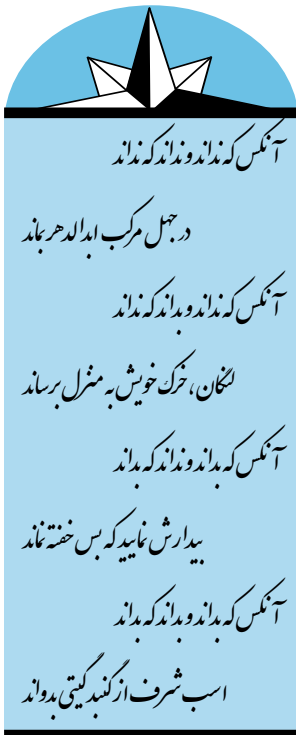 آنکس که نداند و نداند که نداند
در جهل مرکب ابدالدهر بماند
آنکس که نداند و بداند که نداند
لنگان، خرک خویش به منزل برساند
آنکس که بداند و نداند که بداند
بیدارش نمایید که بس خفته نماند
آنکس که بداند و بداند که بداند
اسب شرف از گنبد گیتی بدواند